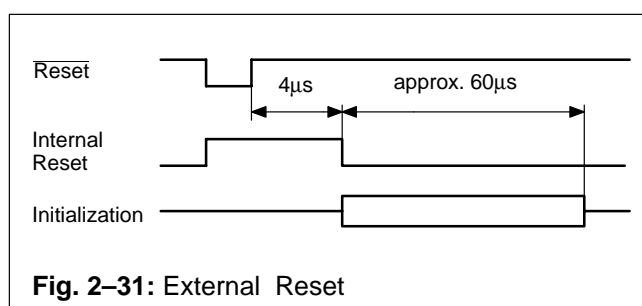 Reset
4µs
approx. 60µs
Internal
Reset
Initialization
Fig. 2–31: External Reset